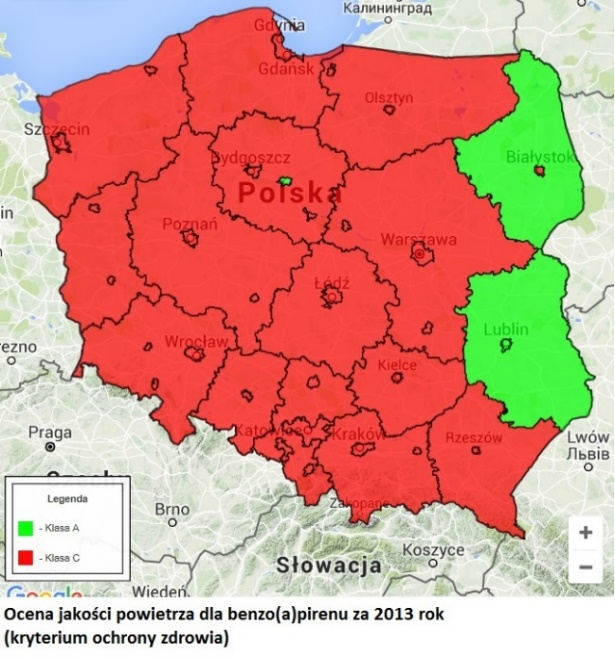 Калининград
Gdynia
Gdańsk
Olsztyn
Szczecin
Bydgoszcz
Białystok
Polska
Poznań
Warszawa
Łódź
Lublin
Wrocław
Kielce
Katowice
Kraków
Rzeszów
Praga
Lwów
Львів
Zakopane
Legenda
- Klasa A
- Klasa C
Brno
Koszyce
Słowacja
Google
Wiedeń
+
−
Ocena jakości powietrza dla benzo(a)pirenu za 2013 rok
(kryterium ochrony zdrowia)